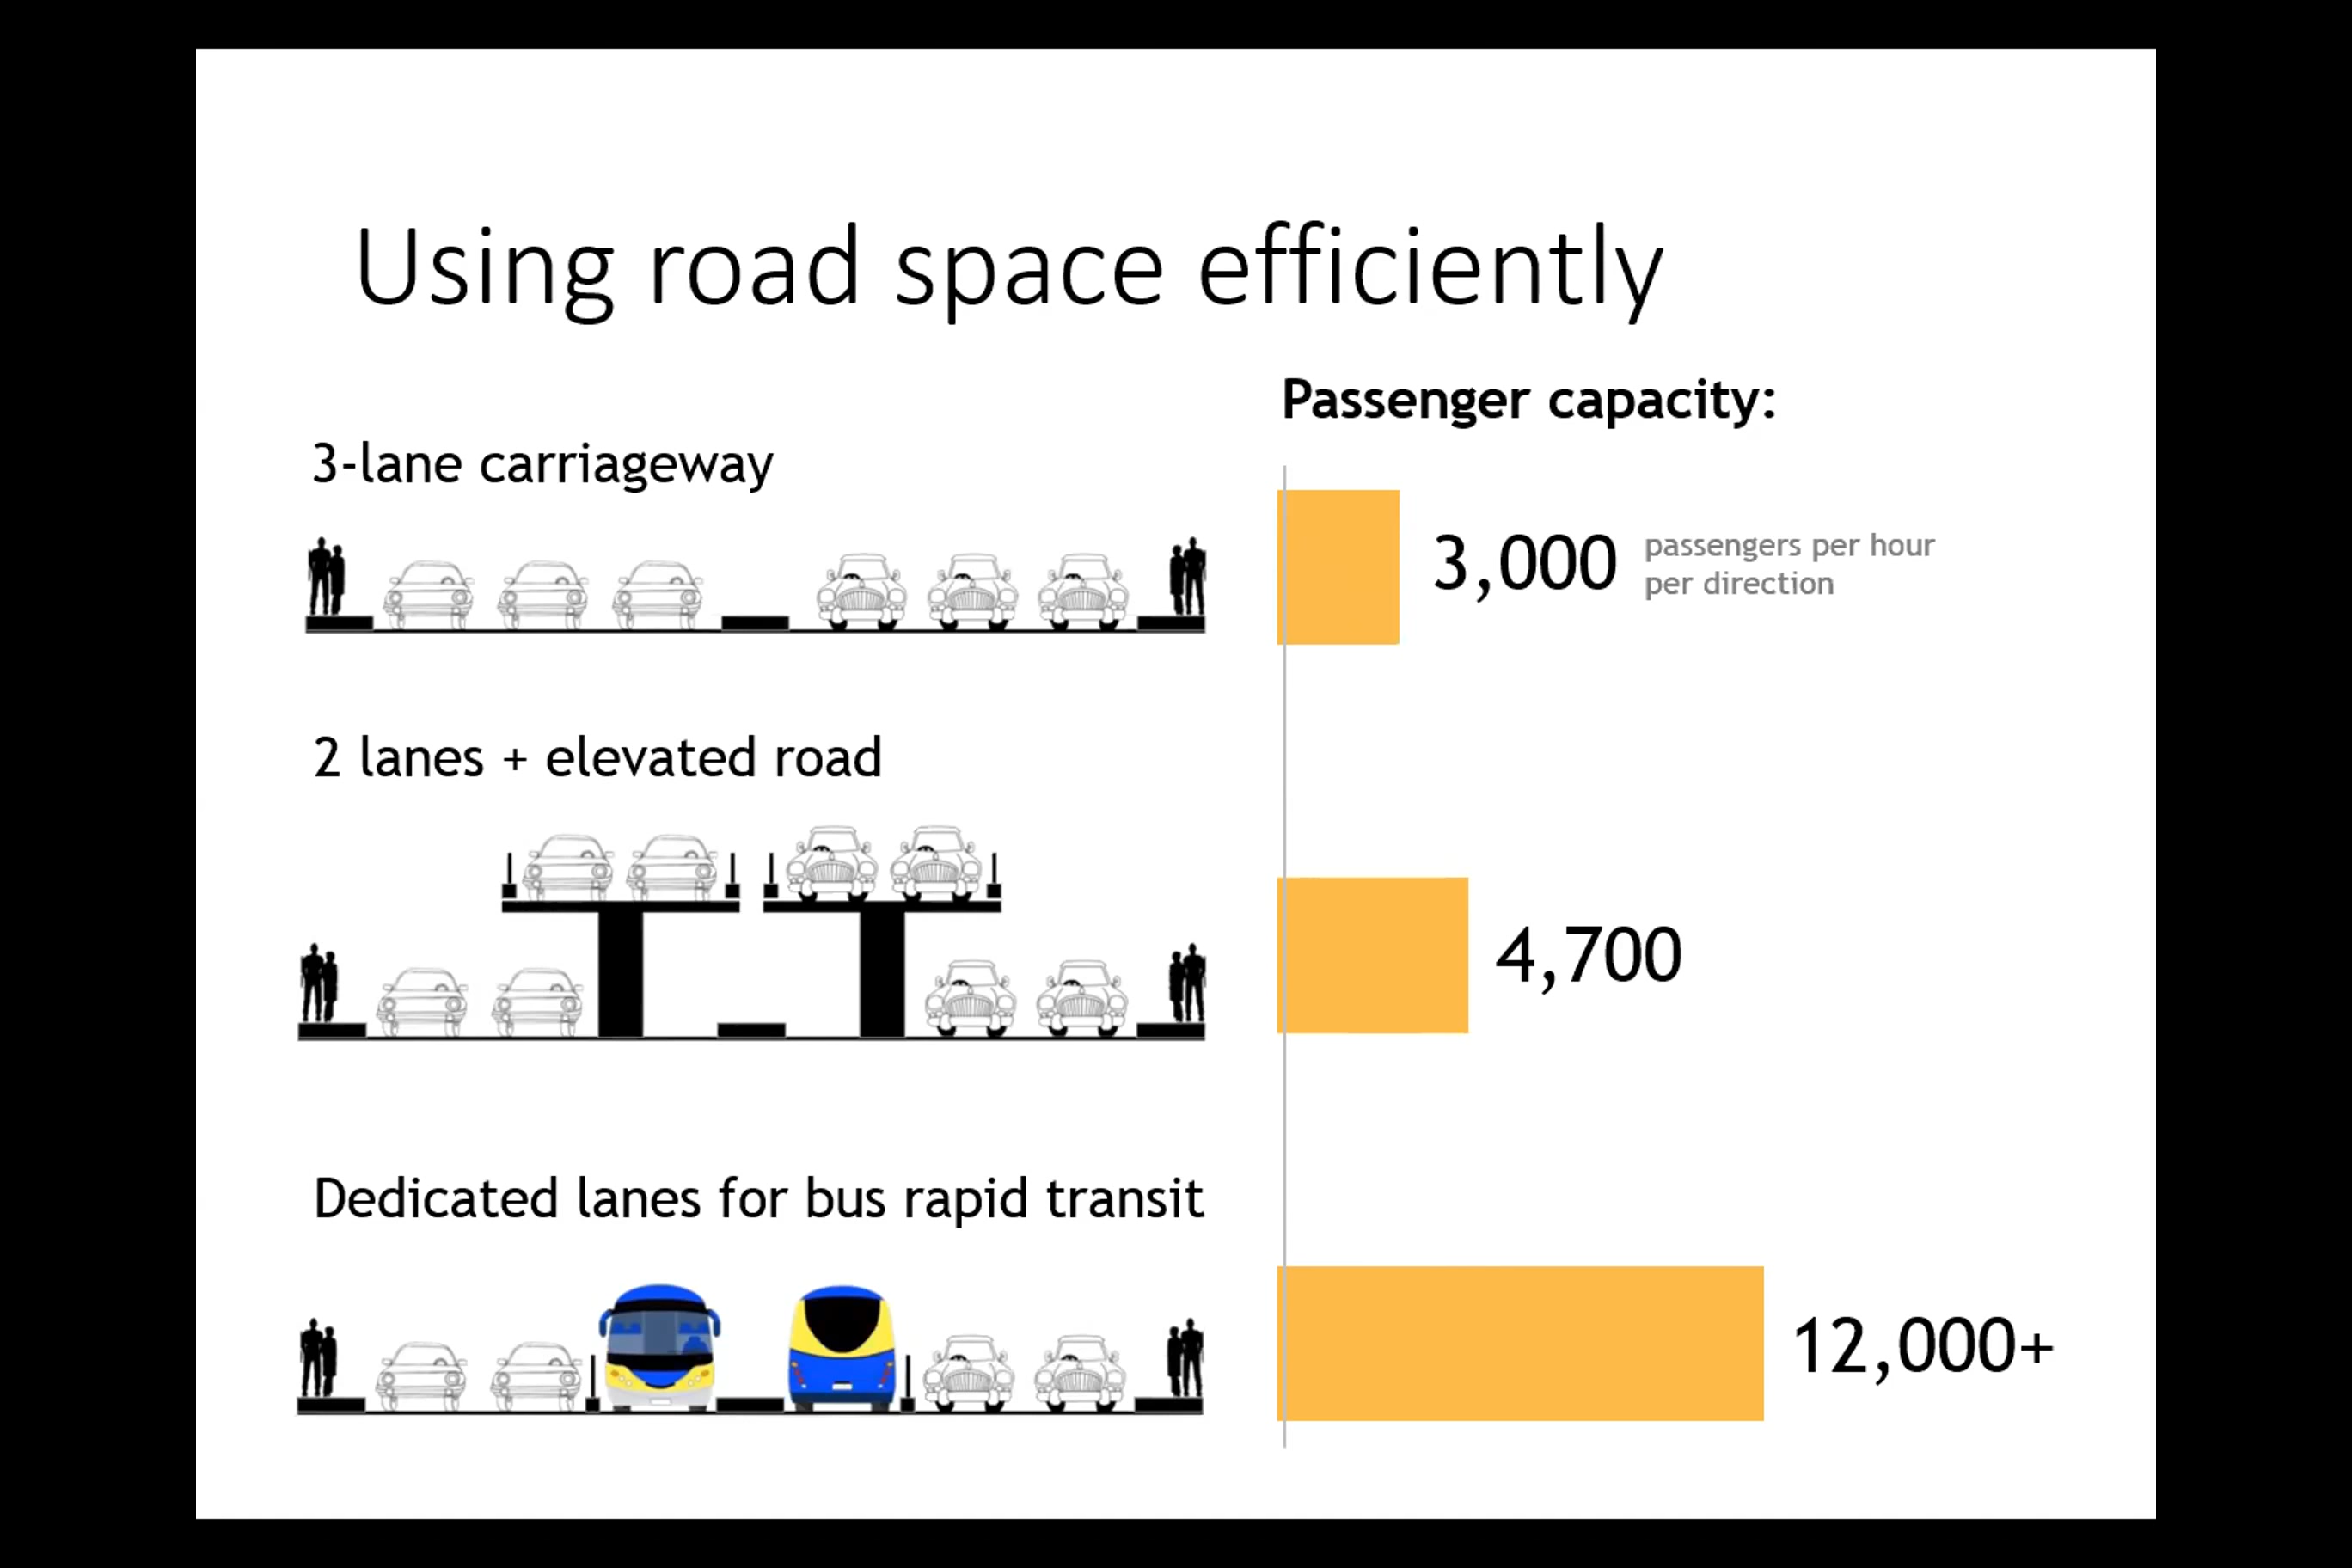 Using road space efficiently
Passenger capacity:
3-lane carriageway
3,000
passengers per hour
per direction
2 lanes + elevated road
4,700
Dedicated lanes for bus rapid transit
12,000+